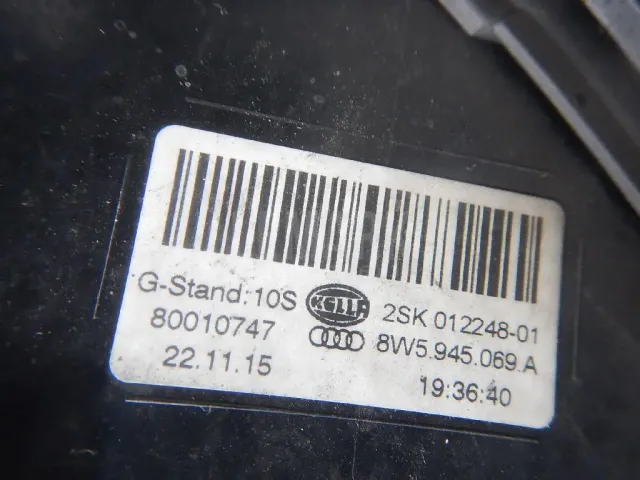 G-Stand:10S HELLA 2SK 012248-01
80010747 8W5.945.069.A
22.11.15 19:36:40